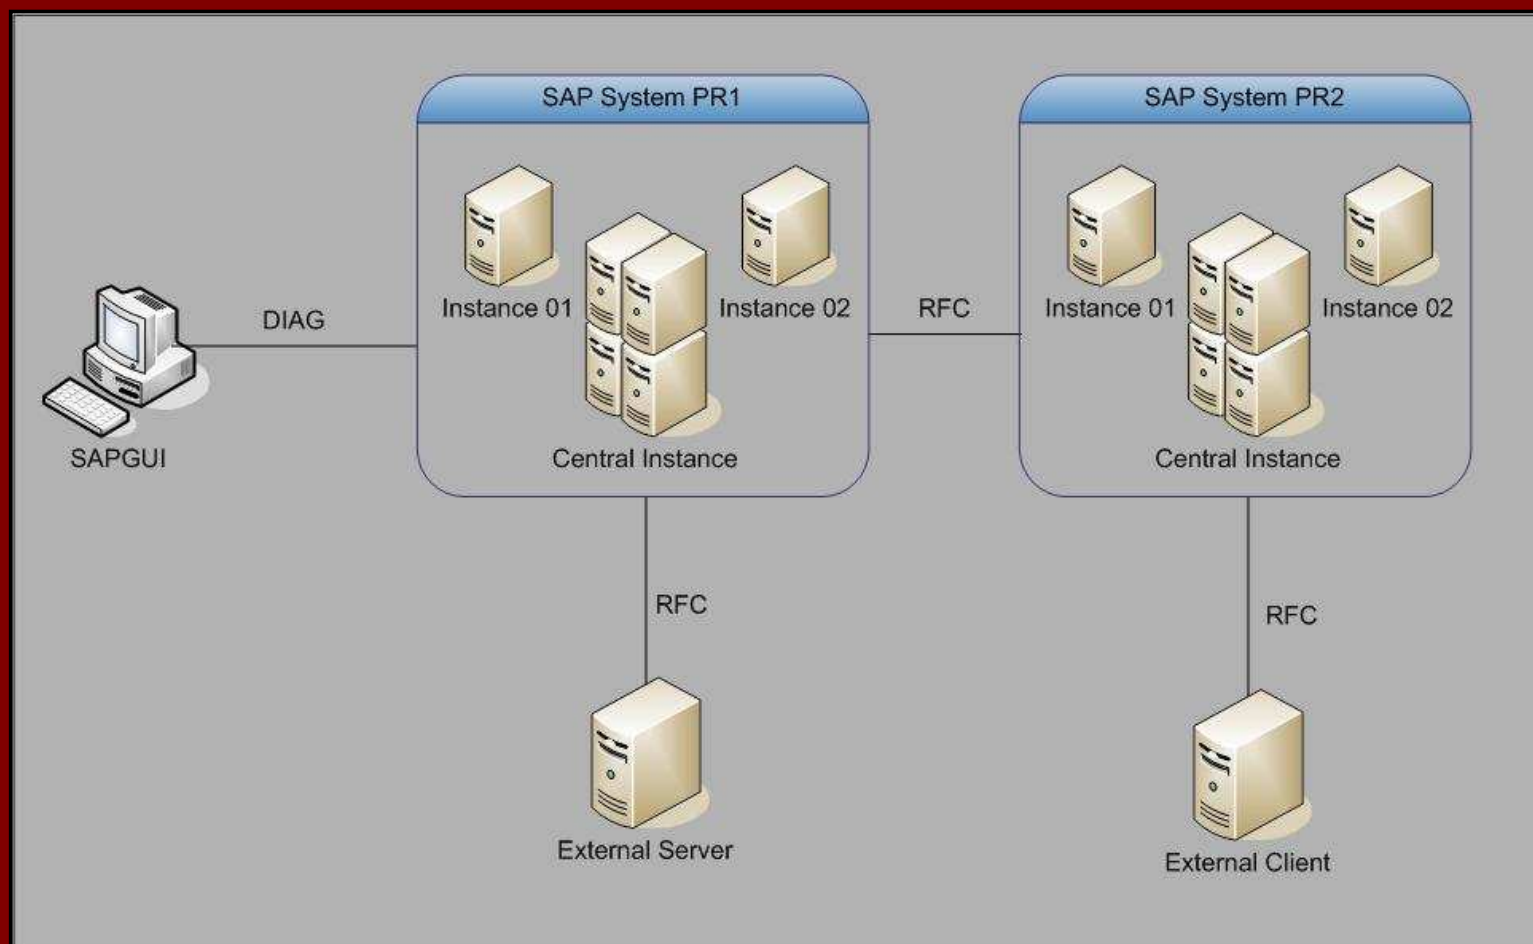 SAP System PR1
SAP System PR2
Instance 01
Instance 02
Instance 01
Instance 02
DIAG
RFC
SAPGUI
Central Instance
Central Instance
RFC
RFC
External Server
External Client